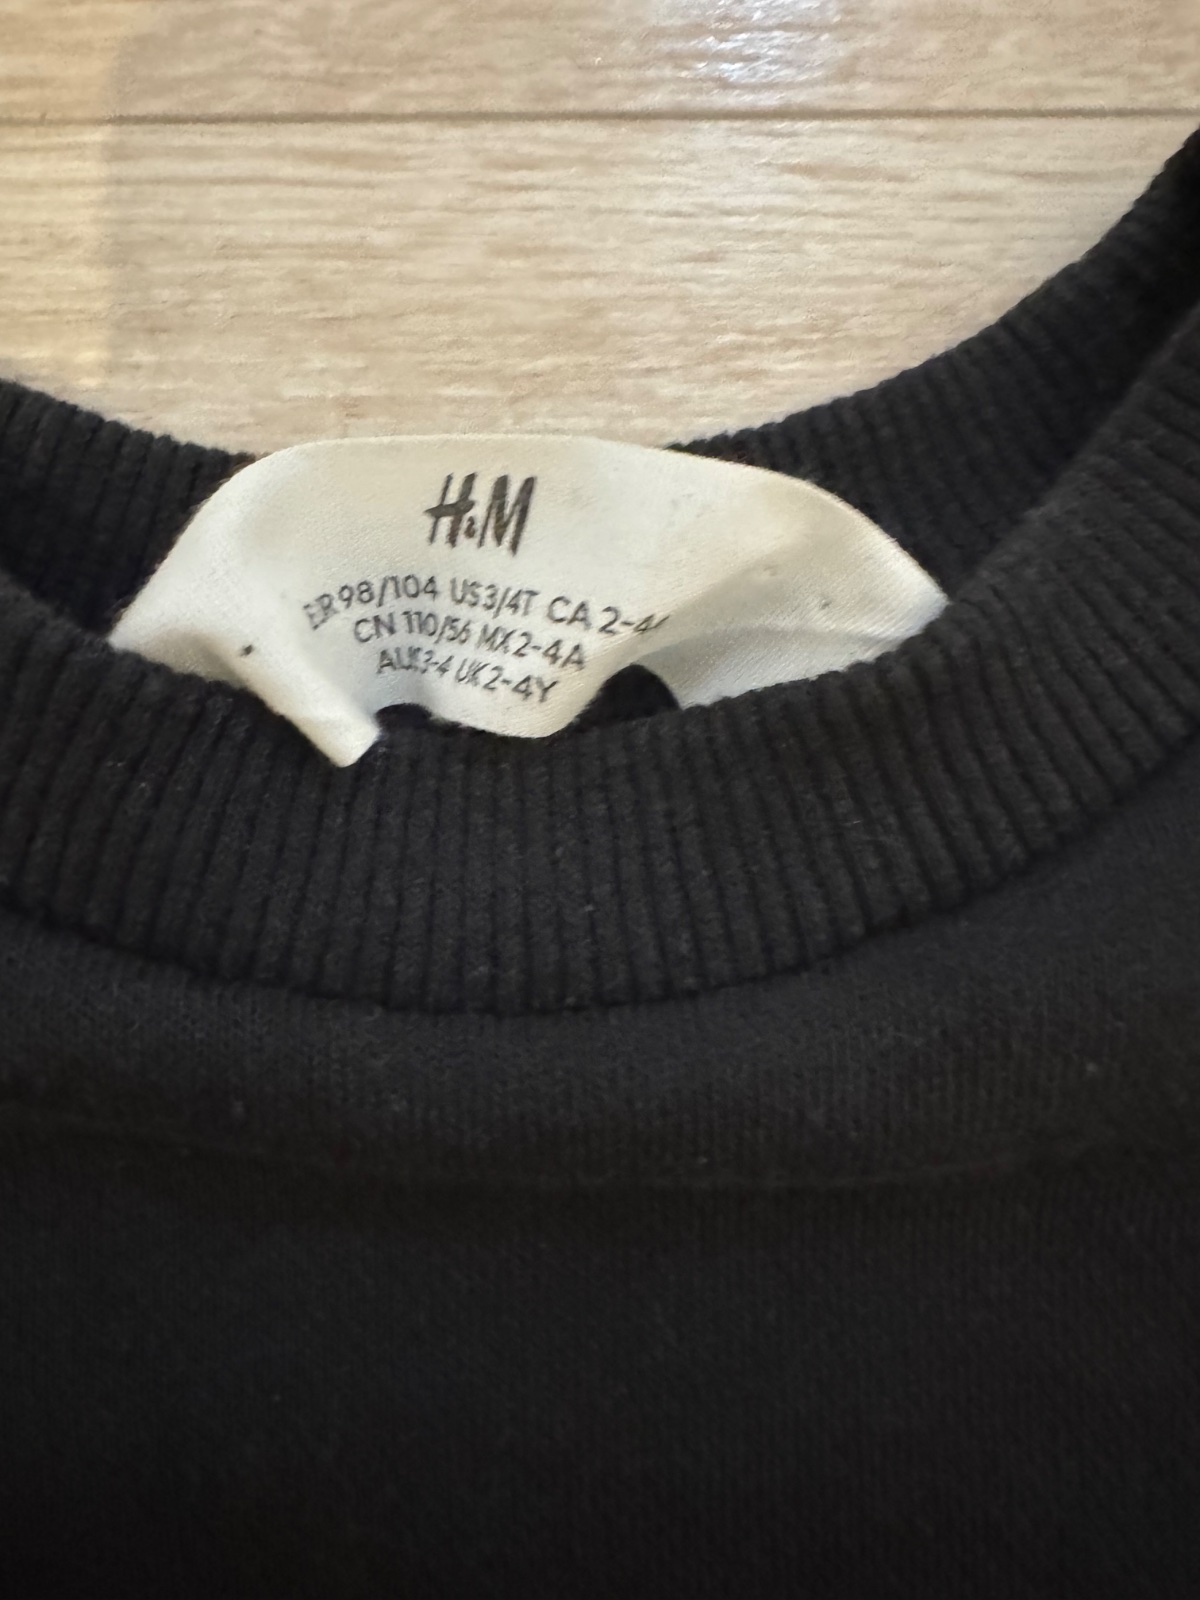 H&M
98/104 US3/4T CA 2-4
CN 110/56 MX2-4A
AU3-4 UK2-4Y